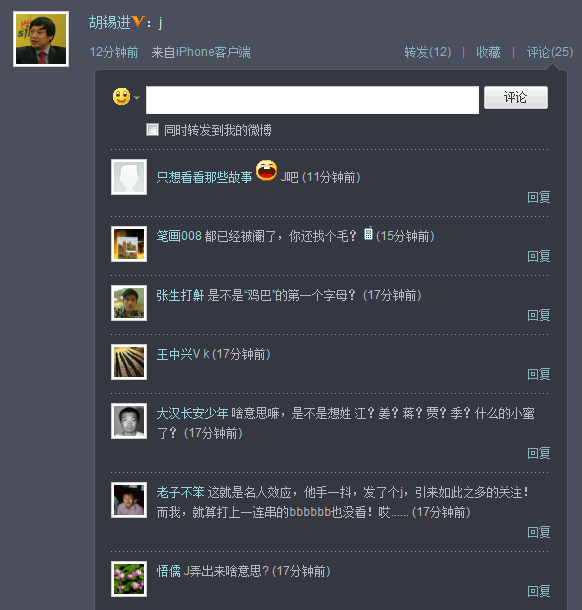 胡锡进V：j
12分钟前 来自iPhone客户端 转发(12) | 收藏 | 评论(25)
评论
同时转发到我的微博
只想看看那些故事 J吧 (11分钟前)
回复
笔画008 都已经被阉了，你还找个毛？ (15分钟前)
回复
张生打鼾 是不是“鸡巴”的第一个字母？ (17分钟前)
回复
王中兴V k (17分钟前)
回复
大汉长安少年 啥意思嘛，是不是想姓 江？姜？蒋？贾？季？什么的小蜜
了？ (17分钟前)
回复
老子不笨 这就是名人效应，他手一抖，发了个j，引来如此之多的关注！
而我，就算打上一连串的bbbbbb也没看！哎...... (17分钟前)
回复
悟儒 J弄出来啥意思? (17分钟前)
回复